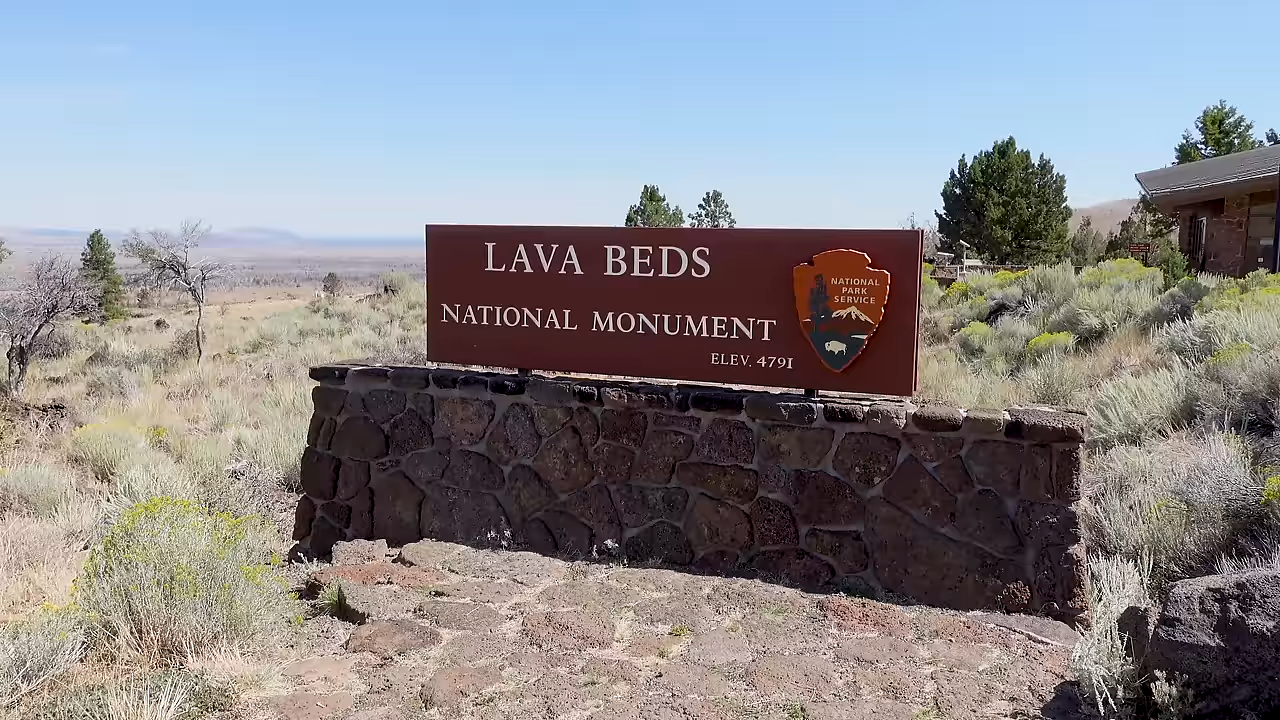 LAVA BEDS
NATIONAL MONUMENT
ELEV. 4791
NATIONAL
PARK
SERVICE